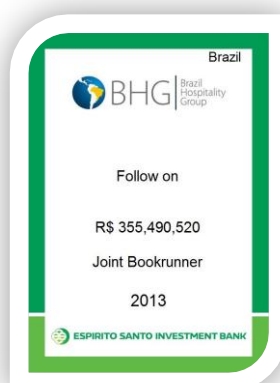 Brazil
BHG Brazil
Hospitality
Group
Follow on
R$ 355,490,520
Joint Bookrunner
2013
ESPIRITO SANTO INVESTMENT BANK